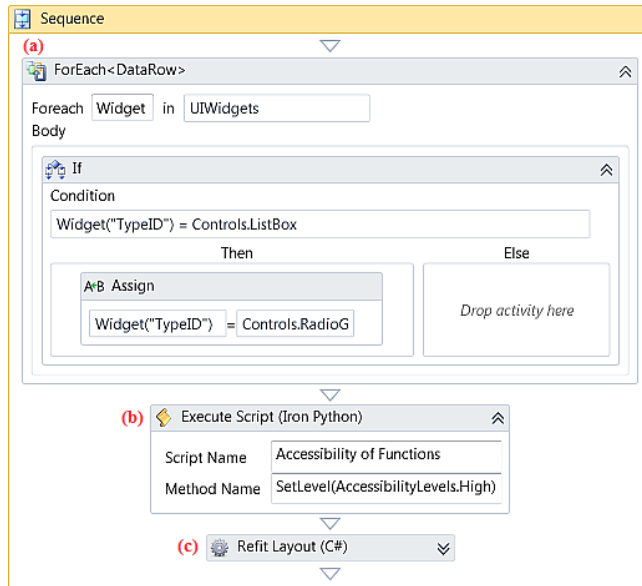 Sequence
(a)
ForEach<DataRow>
Foreach Widget in UIWidgets
Body
If
Condition
Widget("TypeID") = Controls.ListBox
Then Else
A+B Assign
Widget("TypeID") = Controls.RadioG
Drop activity here
(b) Execute Script (Iron Python)
Script Name Accessibility of Functions
Method Name SetLevel(AccessibilityLevels.High)
(c) Refit Layout (C#)